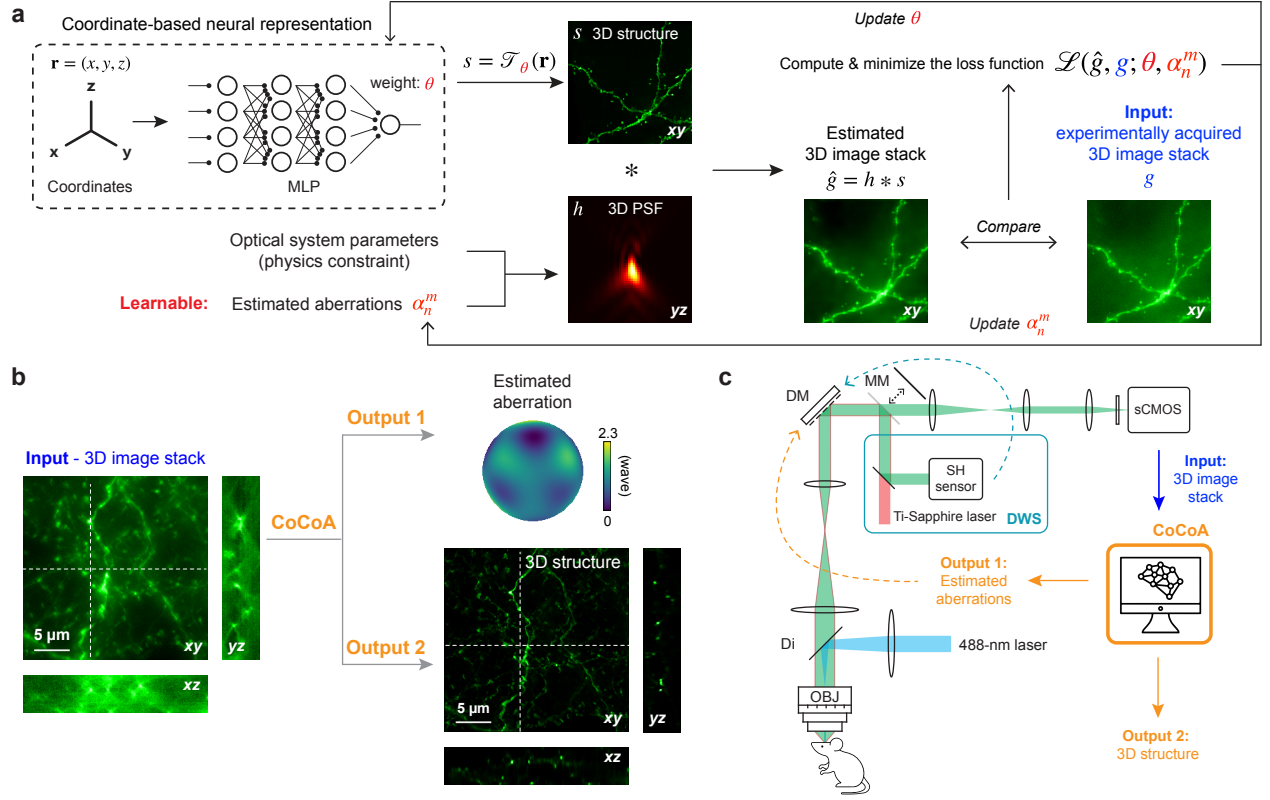 a
Coordinate-based neural representation
r = (x, y, z)
z
x
y
Coordinates
MLP
weight: θ
s = 𝒯_θ(r)
s 3D structure
xy
*
h 3D PSF
yz
Optical system parameters
(physics constraint)
Learnable:
Estimated aberrations α_n^m
Update θ
Compute & minimize the loss function ℒ(ĝ, g; θ, α_n^m)
Estimated
3D image stack
ĝ = h * s
xy
Compare
Input:
experimentally acquired
3D image stack
g
xy
Update α_n^m
b
Input - 3D image stack
5 µm
xy
yz
xz
CoCoA
Output 1
Estimated
aberration
2.3
(wave)
0
Output 2
3D structure
5 µm
xy
yz
xz
c
DM
MM
sCMOS
SH
sensor
Ti-Sapphire laser
DWS
Input:
3D image
stack
CoCoA
Output 1:
Estimated
aberrations
Di
488-nm laser
OBJ
Output 2:
3D structure